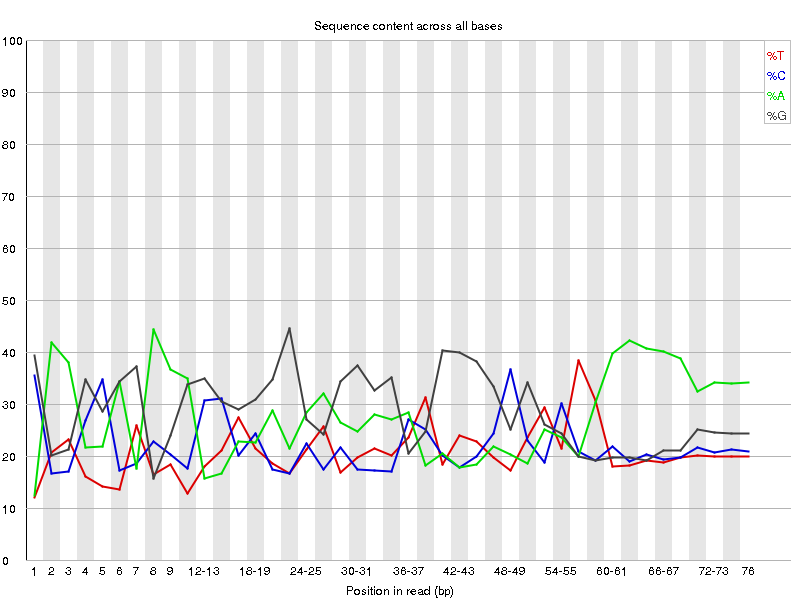 Sequence content across all bases
100
90
80
70
60
50
40
30
20
10
0
%T
%C
%A
%G
1 2 3 4 5 6 7 8 9 12-13 18-19 24-25 30-31 36-37 42-43 48-49 54-55 60-61 66-67 72-73 76
Position in read (bp)